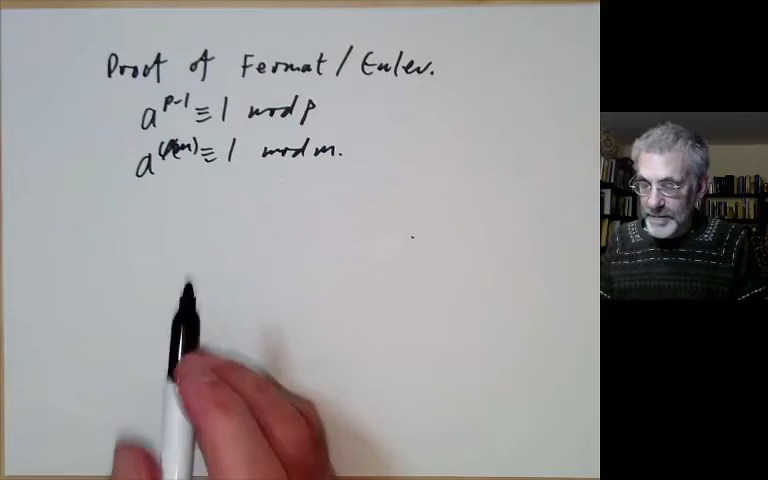 Proof of Fermat/Euler.
a^{p-1} ≡ 1 mod p
a^{φ(m)} ≡ 1 mod m.